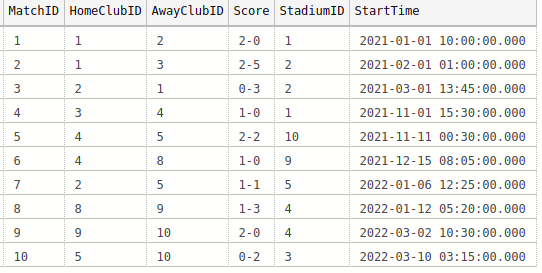 MatchID HomeClubID AwayClubID Score StadiumID StartTime
1 1 2 2-0 1 2021-01-01 10:00:00.000
2 1 3 2-5 2 2021-02-01 01:00:00.000
3 2 1 0-3 2 2021-03-01 13:45:00.000
4 3 4 1-0 1 2021-11-01 15:30:00.000
5 4 5 2-2 10 2021-11-11 00:30:00.000
6 4 8 1-0 9 2021-12-15 08:05:00.000
7 2 5 1-1 5 2022-01-06 12:25:00.000
8 8 9 1-3 4 2022-01-12 05:20:00.000
9 9 10 2-0 4 2022-03-02 10:30:00.000
10 5 10 0-2 3 2022-03-10 03:15:00.000